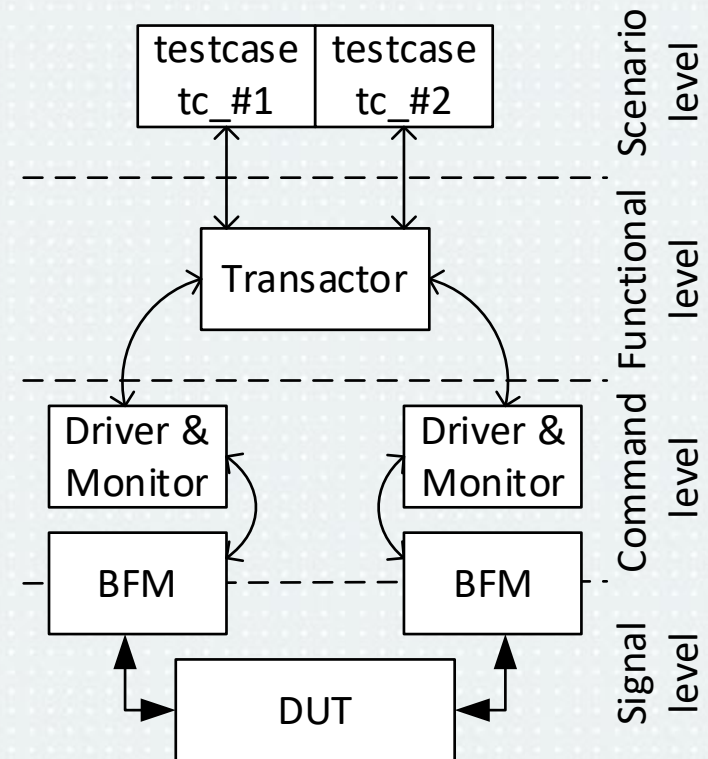 testcase
tc_#1
testcase
tc_#2
Scenario
level
Transactor
Functional
level
Driver &
Monitor
Driver &
Monitor
Command
level
BFM
BFM
DUT
Signal
level